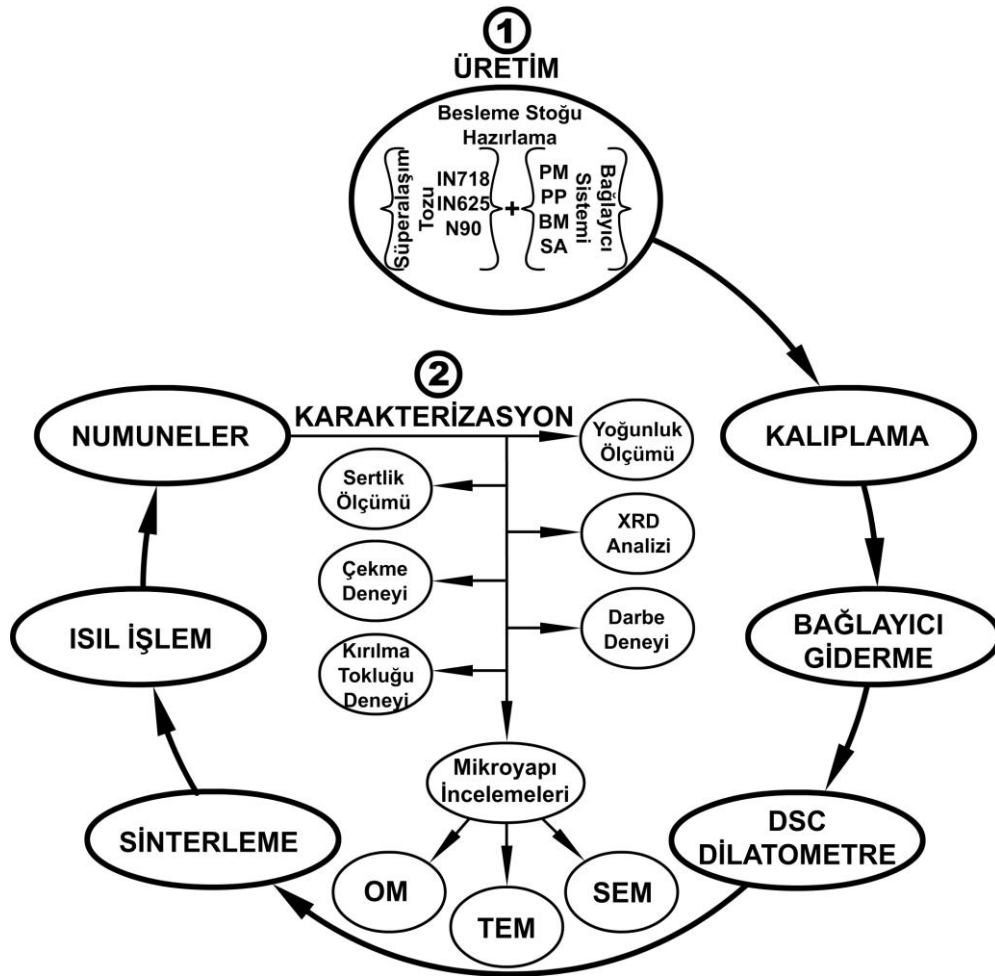 1
ÜRETİM
Besleme Stoğu
Hazırlama
Süperalaşım
Tozu
IN718
IN625
N90
+
PM
PP
BM
SA
Bağlayıcı
Sistemi
KALIPLAMA
BAĞLAYICI
GİDERME
DSC
DİLATOMETRE
SİNTERLEME
ISIL İŞLEM
NUMUNELER
2
KARAKTERİZASYON
Yoğunluk
Ölçümü
Sertlik
Ölçümü
XRD
Analizi
Çekme
Deneyi
Darbe
Deneyi
Kırılma
Tokluğu
Deneyi
Mikroyapı
İncelemeleri
OM
TEM
SEM